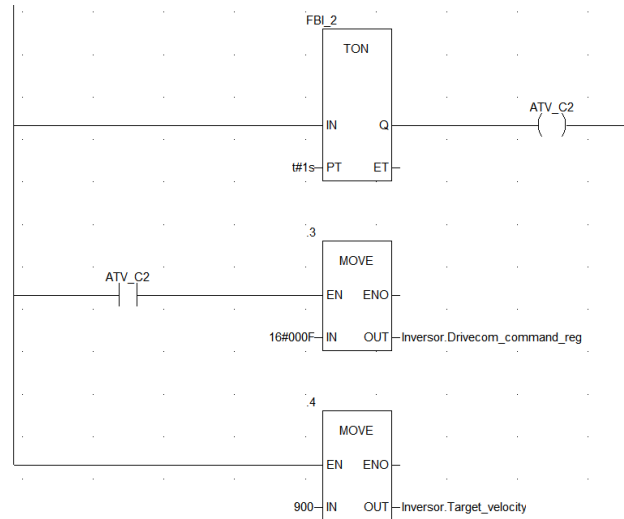 FBI_2
TON
ATV_C2
IN Q
t#1s PT ET
.3
MOVE
ATV_C2
EN ENO
16#000F IN OUT Inversor.Drivecom_command_reg
.4
MOVE
EN ENO
900 IN OUT Inversor.Target_velocity